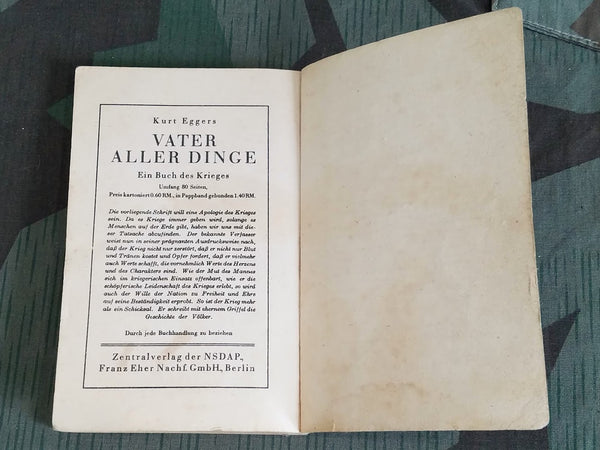 Kurt Eggers
VATER
ALLER DINGE
Ein Buch des Krieges
Umfang 80 Seiten,
Preis kartoniert 0.60 RM., in Pappband gebunden 1.40 RM.
Die vorliegende Schrift will eine Apologie des Krieges
sein. Da es Kriege immer geben wird, solange es
Menschen auf der Erde gibt, haben wir uns mit die-
ser Tatsache abzufinden. Der bekannte Verfasser
weist nun in seiner prägnanten Ausdrucksweise nach,
daß der Krieg nicht nur zerstört, daß er nicht nur Blut
und Tränen kostet und Opfer fordert, daß er vielmehr
auch Werte schafft, die vornehmlich Werte des Herzens
und des Charakters sind. Wie der Mut des Mannes
sich im kriegerischen Einsatz offenbart, wie er die
schöpferische Leidenschaft des Krieges erlebt, so wird
auch der Wille der Nation zu Freiheit und Ehre
auf seine Beständigkeit erprobt. So ist der Krieg mehr
als ein Schicksal. Er schreibt mit ehernem Griffel die
Geschichte der Völker.
Durch jede Buchhandlung zu beziehen
Zentralverlag der NSDAP.,
Franz Eher Nachf. GmbH., Berlin